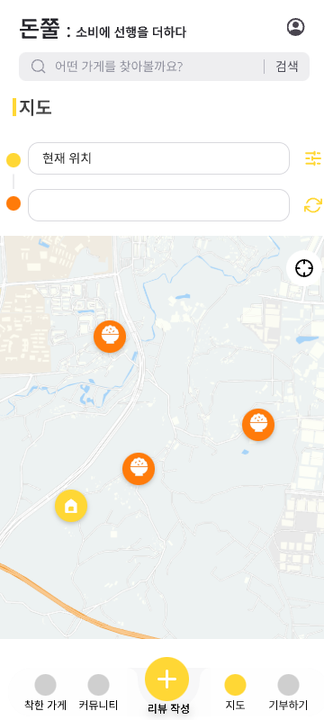 돈쭐 : 소비에 선행을 더하다
어떤 가게를 찾아볼까요? 검색
지도
현재 위치
착한 가게 커뮤니티 리뷰 작성 지도 기부하기